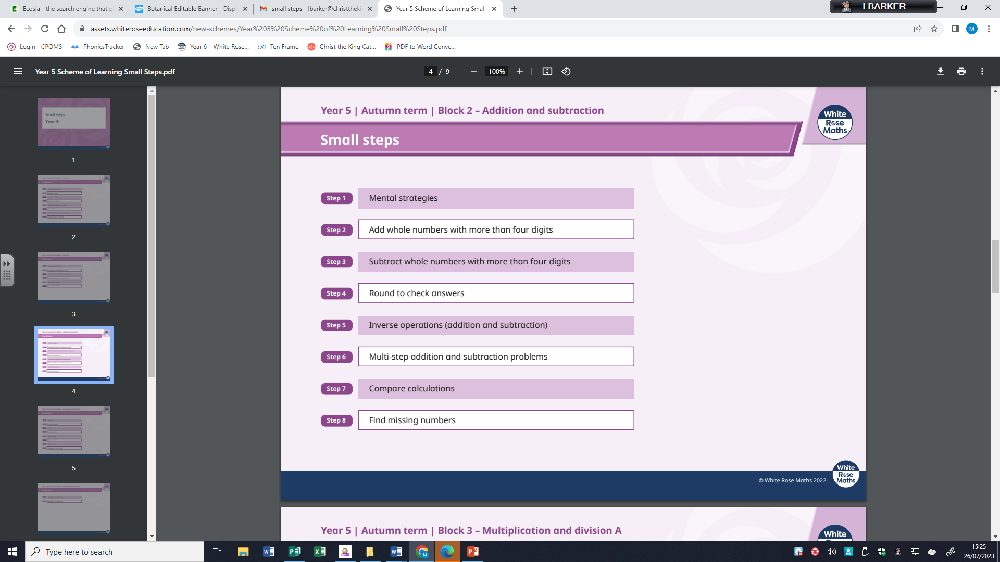 Ecosia - the search engine that pl
Botanical Editable Banner - Displa
small steps - lbarker@christthekin
Year 5 Scheme of Learning Small
LBARKER
assets.whiteroseeducation.com/new-schemes/Year%205%20Scheme%20of%20Learning%20Small%20Steps.pdf
M
Login - CPOMS
PhonicsTracker
New Tab
Year 6 – White Rose...
Ten Frame
Christ the King Cat...
PDF to Word Conve...
Year 5 Scheme of Learning Small Steps.pdf
4 / 9
100%
Small steps
Year 5
1
2
3
4
5
Year 5 | Autumn term | Block 2 – Addition and subtraction
White
Rose
Maths
Small steps
Step 1 Mental strategies
Step 2 Add whole numbers with more than four digits
Step 3 Subtract whole numbers with more than four digits
Step 4 Round to check answers
Step 5 Inverse operations (addition and subtraction)
Step 6 Multi-step addition and subtraction problems
Step 7 Compare calculations
Step 8 Find missing numbers
© White Rose Maths 2022
White
Rose
Maths
Year 5 | Autumn term | Block 3 – Multiplication and division A
White
Type here to search
15:25
26/07/2023